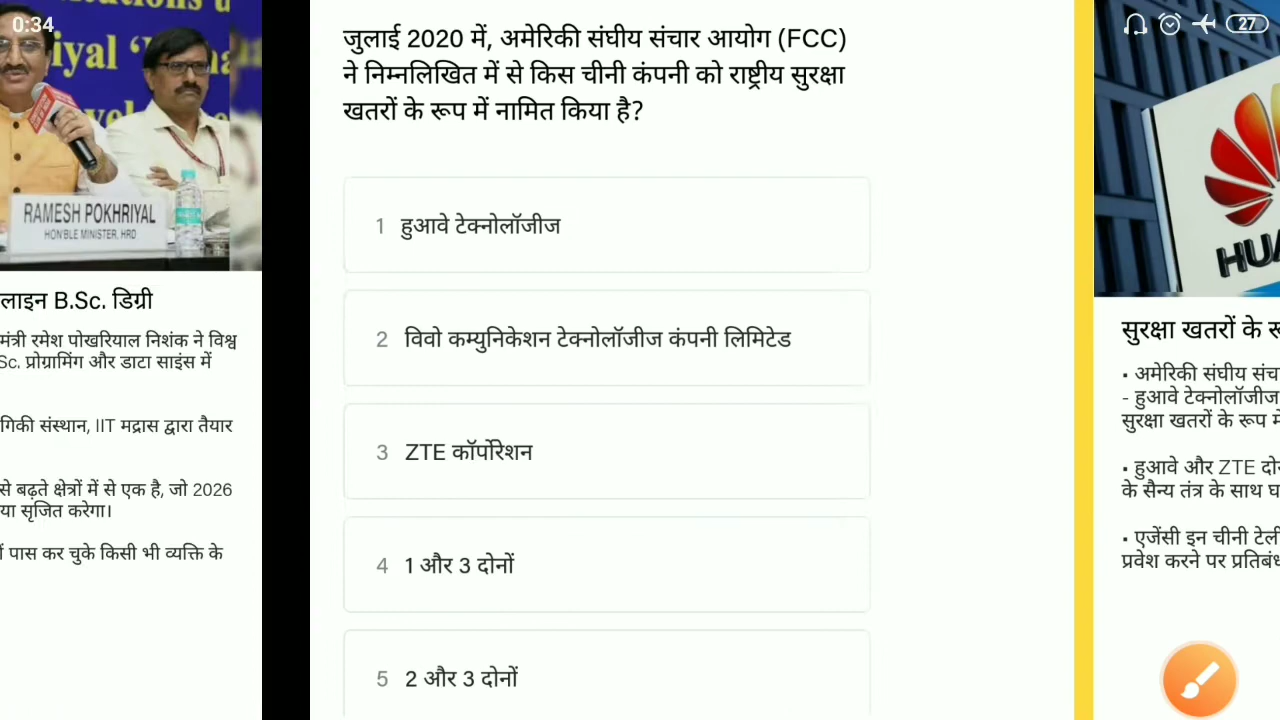 0:34
27
RAMESH POKHRIYAL
HON'BLE MINISTER, HRD
लाइन B.Sc. डिग्री
मंत्री रमेश पोखरियाल निशंक ने विश्व
Sc. प्रोग्रामिंग और डाटा साइंस में
गिकी संस्थान, IIT मद्रास द्वारा तैयार
से बढ़ते क्षेत्रों में से एक है, जो 2026
या सृजित करेगा।
पास कर चुके किसी भी व्यक्ति के
जुलाई 2020 में, अमेरिकी संघीय संचार आयोग (FCC)
ने निम्नलिखित में से किस चीनी कंपनी को राष्ट्रीय सुरक्षा
खतरों के रूप में नामित किया है?
1 हुआवे टेक्नोलॉजीज
2 विवो कम्युनिकेशन टेक्नोलॉजीज कंपनी लिमिटेड
3 ZTE कॉर्पोरेशन
4 1 और 3 दोनों
5 2 और 3 दोनों
HUA
सुरक्षा खतरों के
▪ अमेरिकी संघीय संचा
- हुआवे टेक्नोलॉजीज
सुरक्षा खतरों के रूप में
▪ हुआवे और ZTE दो
के सैन्य तंत्र के साथ घ
▪ एजेंसी इन चीनी टेली
प्रवेश करने पर प्रतिबंध